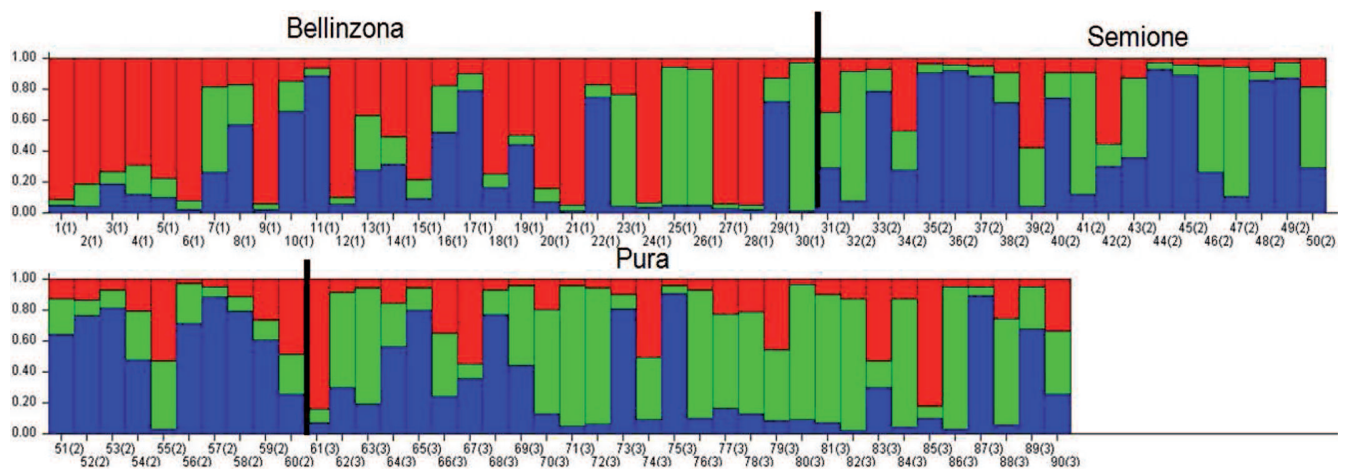 Bellinzona Semione
1.00
0.80
0.60
0.40
0.20
0.00
1(1) 3(1) 5(1) 7(1) 9(1) 11(1) 13(1) 15(1) 17(1) 19(1) 21(1) 23(1) 25(1) 27(1) 29(1) 31(2) 33(2) 35(2) 37(2) 39(2) 41(2) 43(2) 45(2) 47(2) 49(2)
2(1) 4(1) 6(1) 8(1) 10(1) 12(1) 14(1) 16(1) 18(1) 20(1) 22(1) 24(1) 26(1) 28(1) 30(1) 32(2) 34(2) 36(2) 38(2) 40(2) 42(2) 44(2) 46(2) 48(2) 50(2)
Pura
1.00
0.80
0.60
0.40
0.20
0.00
51(2) 53(2) 55(2) 57(2) 59(2) 61(3) 63(3) 65(3) 67(3) 69(3) 71(3) 73(3) 75(3) 77(3) 79(3) 81(3) 83(3) 85(3) 87(3) 89(3)
52(2) 54(2) 56(2) 58(2) 60(2) 62(3) 64(3) 66(3) 68(3) 70(3) 72(3) 74(3) 76(3) 78(3) 80(3) 82(3) 84(3) 86(3) 88(3) 90(3)